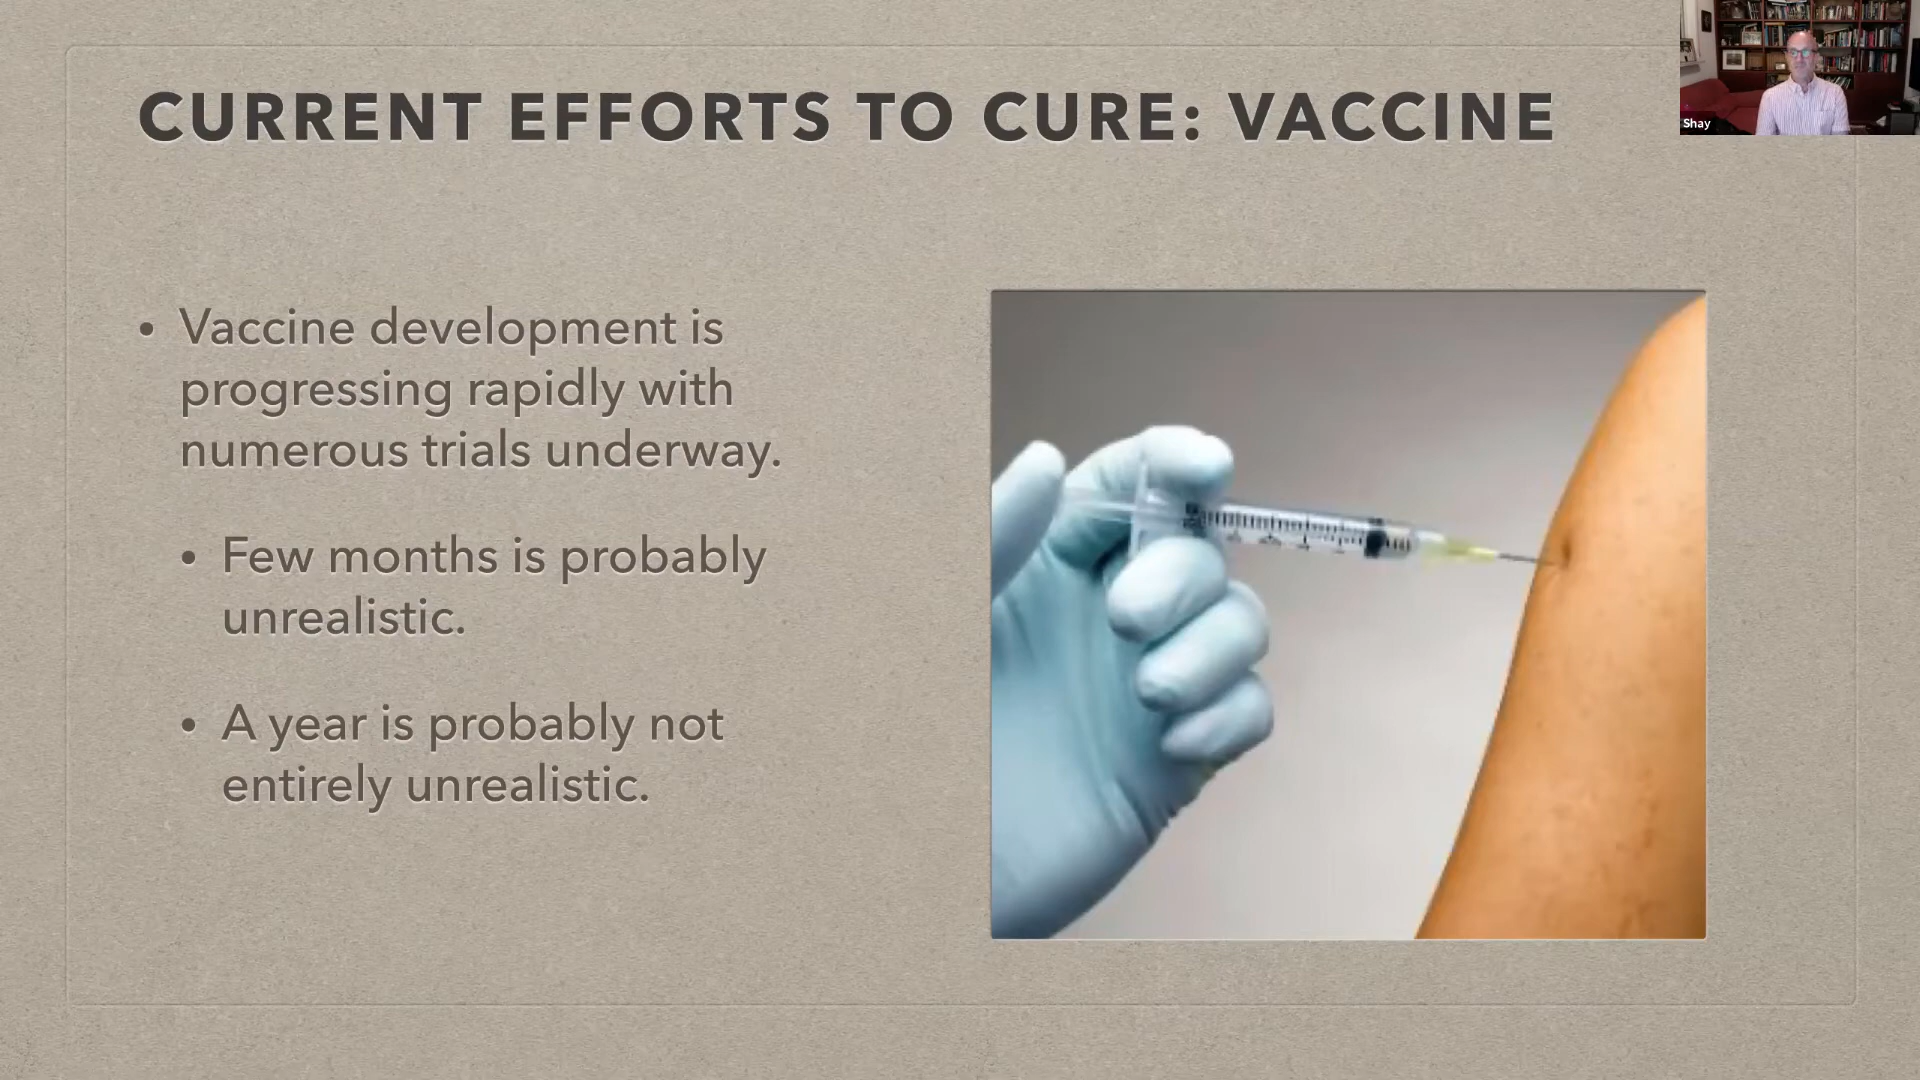 CURRENT EFFORTS TO CURE: VACCINE
Shay
• Vaccine development is
progressing rapidly with
numerous trials underway.
• Few months is probably
unrealistic.
• A year is probably not
entirely unrealistic.